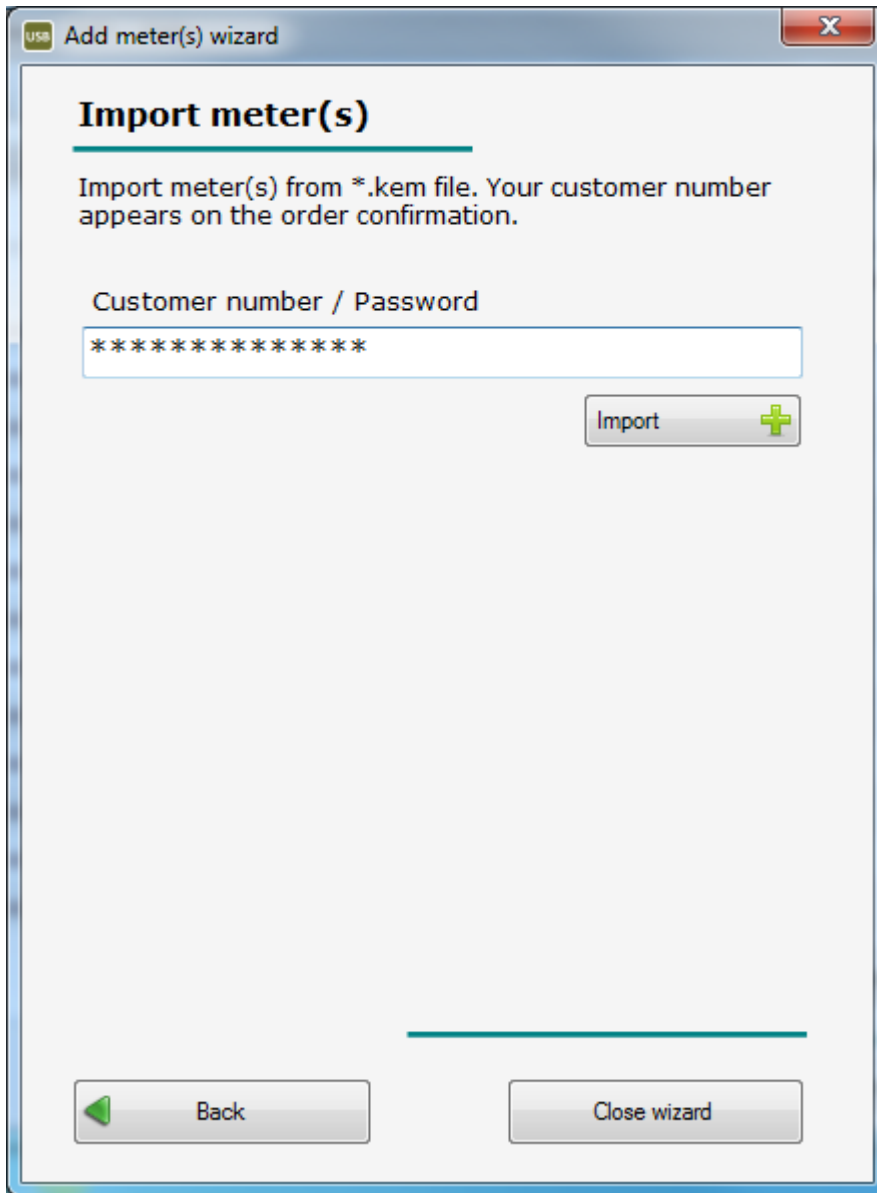 USB Add meter(s) wizard
X
Import meter(s)
Import meter(s) from *.kem file. Your customer number
appears on the order confirmation.
Customer number / Password
**************
Import
Back
Close wizard